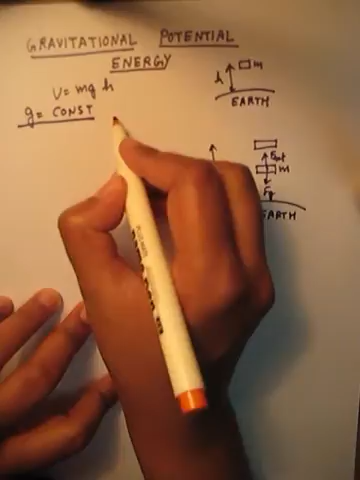 GRAVITATIONAL POTENTIAL
ENERGY
U = mg h
g = CONST
h
m
EARTH
m
EARTH